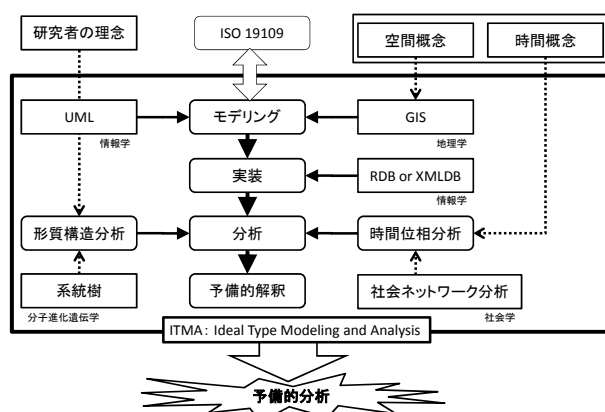 研究者の理念
ISO 19109
空間概念
時間概念
UML
モデリング
GIS
情報学
地理学
実装
RDB or XMLDB
情報学
形質構造分析
分析
時間位相分析
系統樹
予備的解釈
社会ネットワーク分析
分子進化遺伝学
社会学
ITMA: Ideal Type Modeling and Analysis
予備的分析